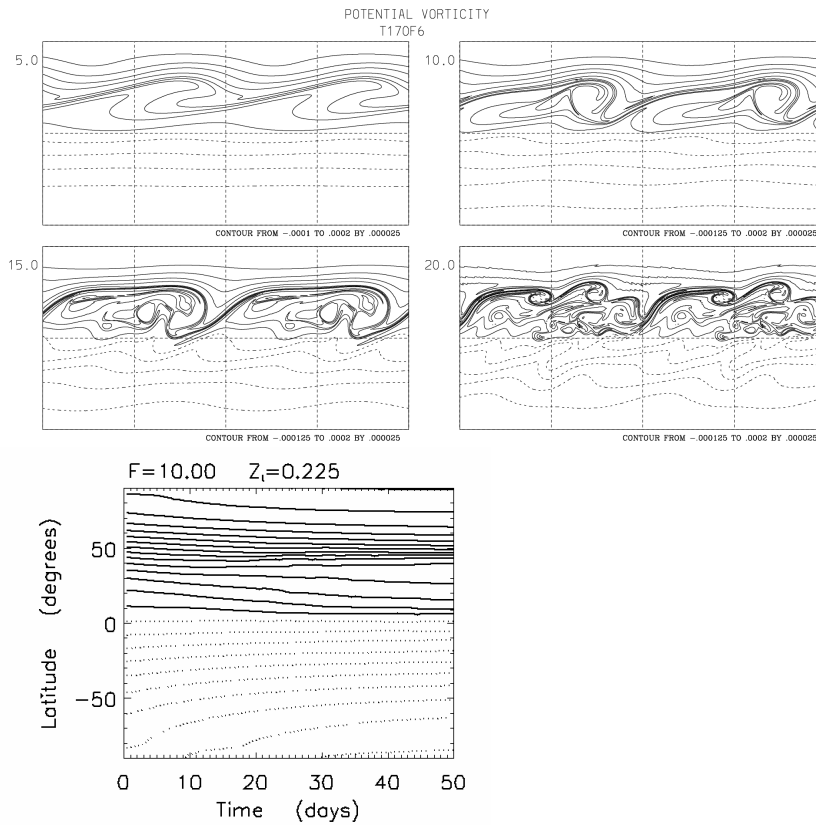 POTENTIAL VORTICITY
T170F6
5.0
10.0
CONTOUR FROM -.0001 TO .0002 BY .000025
CONTOUR FROM -.000125 TO .0002 BY .000025
15.0
20.0
CONTOUR FROM -.000125 TO .0002 BY .000025
CONTOUR FROM -.000125 TO .0002 BY .000025
F=10.00 Zₜ=0.225
Latitude (degrees)
50
0
-50
0 10 20 30 40 50
Time (days)